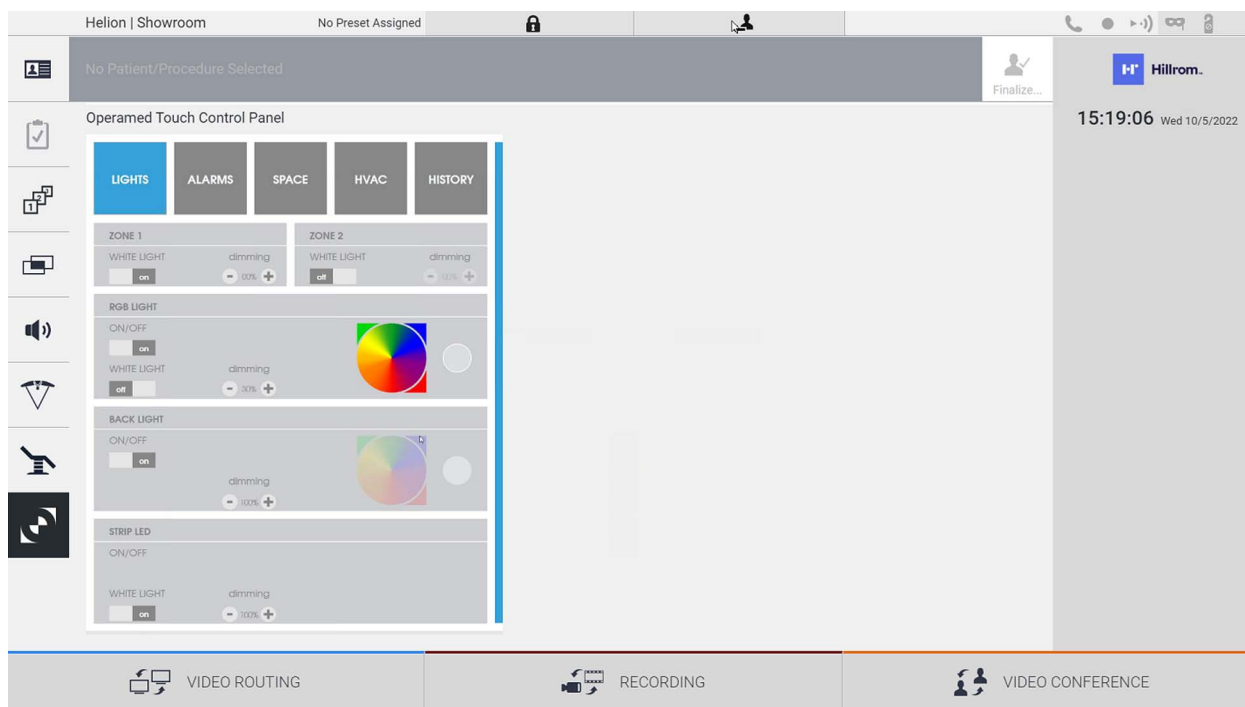 Helion | Showroom
No Preset Assigned
No Patient/Procedure Selected
Finalize...
Hillrom
15:19:06 Wed 10/5/2022
Operamed Touch Control Panel
LIGHTS ALARMS SPACE HVAC HISTORY
ZONE 1 ZONE 2
WHITE LIGHT dimming WHITE LIGHT dimming
on off
RGB LIGHT
ON/OFF
on
WHITE LIGHT dimming
off 30%
BACK LIGHT
ON/OFF
on
dimming
100%
STRIP LED
ON/OFF
WHITE LIGHT dimming
on 100%
VIDEO ROUTING RECORDING VIDEO CONFERENCE